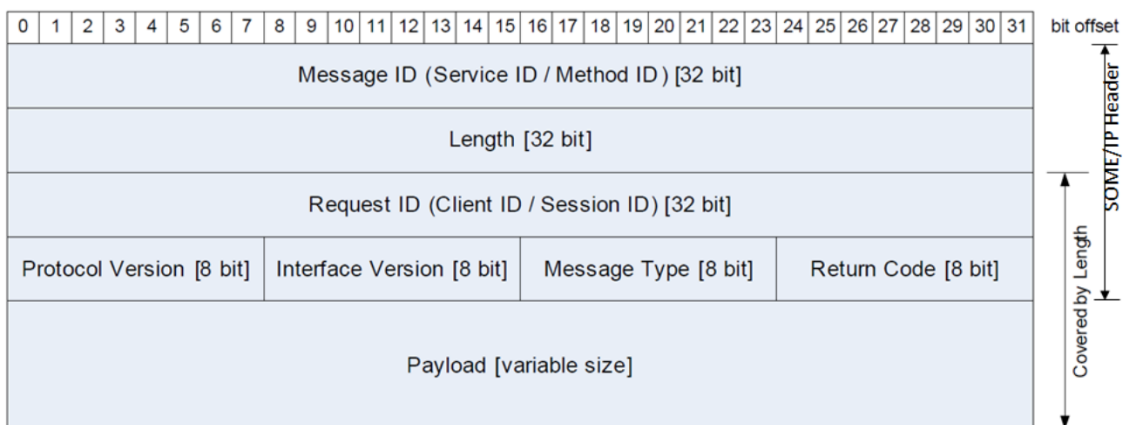 0 1 2 3 4 5 6 7 8 9 10 11 12 13 14 15 16 17 18 19 20 21 22 23 24 25 26 27 28 29 30 31 bit offset
Message ID (Service ID / Method ID) [32 bit]
Length [32 bit]
Request ID (Client ID / Session ID) [32 bit]
Protocol Version [8 bit] Interface Version [8 bit] Message Type [8 bit] Return Code [8 bit]
Payload [variable size]
SOME/IP Header
Covered by Length